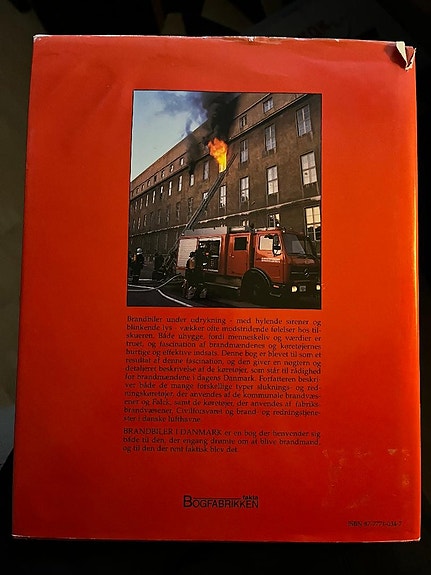 Brandbiler under udrykning - med hylende sirener og
blinkende lys - vækker ofte modstridende følelser hos til-
skueren. Både uhygge, fordi menneskeliv og værdier er
truet, og fascination af brandmændenes og køretøjernes
hurtige og effektive indsats. Denne bog er blevet til som et
resultat af denne fascination, og den giver en nøgtern og
detaljeret beskrivelse af de køretøjer, som står til rådighed
for brandmændene i dagens Danmark. Forfatteren beskri-
ver både de mange forskellige typer sluknings- og red-
ningskøretøjer, der anvendes af de kommunale brandvæs-
ener og Falck, samt de køretøjer, der anvendes af fabriks-
brandvæsener, Civilforsvaret og brand- og redningstjene-
ster i danske lufthavne.
BRANDBILER I DANMARK er en bog der henvender sig
både til den, der engang drømte om at blive brandmand,
og til den der rent faktisk blev det.
fakta
BOGFABRIKKEN